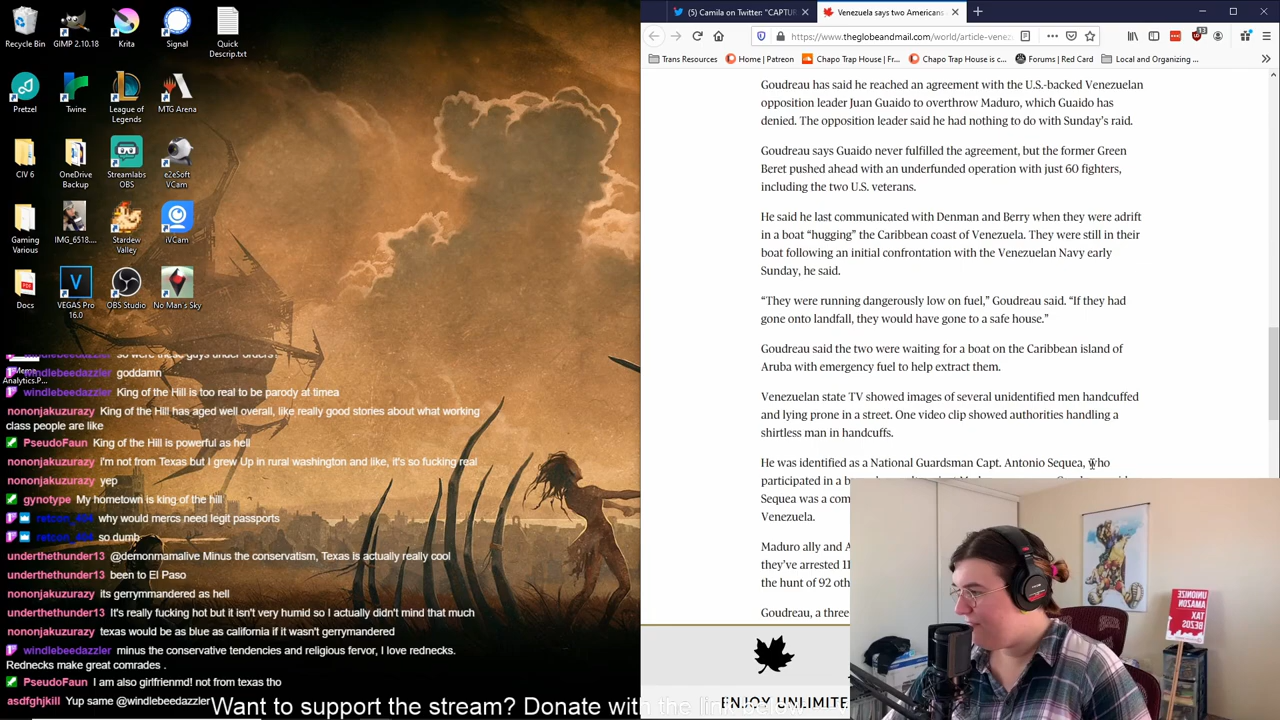 Recycle Bin
GIMP 2.10.18
Krita
Signal
Quick
Descrip.txt
Pretzel
Twine
League of
Legends
MTG Arena
CIV 6
OneDrive
Backup
Streamlabs
OBS
e2eSoft
VCam
Gaming
Various
IMG_6518....
Stardew
Valley
iVCam
Docs
VEGAS Pro
16.0
OBS Studio
No Man s Sky
Analytics.P...
windlebeedazzler so were these guys under orders?
windlebeedazzler goddamn
windlebeedazzler King of the Hill is too real to be parody at timea
nononjakuzurazy King of the Hill has aged well overall, like really good stories about what working
class people are like
PseudoFaun King of the Hill is powerful as hell
nononjakuzurazy i'm not from Texas but I grew Up in rural washington and like, it's so fucking real
nononjakuzurazy yep
gynotype My hometown is king of the hill
why would mercs need legit passports
so dumb
underthethunder13 @demonmamalive Minus the conservatism, Texas is actually really cool
underthethunder13 been to El Paso
nononjakuzurazy its gerrymmandered as hell
underthethunder13 It's really fucking hot but it isn't very humid so I actually didn't mind that much
nononjakuzurazy texas would be as blue as california if it wasn't gerrymandered
windlebeedazzler minus the conservative tendencies and religious fervor, I love rednecks.
Rednecks make great comrades .
PseudoFaun I am also girlfrienmd! not from texas tho
asdfghjkill Yup same @windlebeedazzler
Want to support the stream? Donate with the link below
(5) Camila on Twitter: "CAPTUR
Venezuela says two Americans
https://www.theglobeandmail.com/world/article-venez
Trans Resources
Home | Patreon
Chapo Trap House | Fr...
Chapo Trap House is c...
Forums | Red Card
Local and Organizing ...
Goudreau has said he reached an agreement with the U.S.-backed Venezuelan
opposition leader Juan Guaido to overthrow Maduro, which Guaido has
denied. The opposition leader said he had nothing to do with Sunday's raid.
Goudreau says Guaido never fulfilled the agreement, but the former Green
Beret pushed ahead with an underfunded operation with just 60 fighters,
including the two U.S. veterans.
He said he last communicated with Denman and Berry when they were adrift
in a boat “hugging” the Caribbean coast of Venezuela. They were still in their
boat following an initial confrontation with the Venezuelan Navy early
Sunday, he said.
“They were running dangerously low on fuel,” Goudreau said. “If they had
gone onto landfall, they would have gone to a safe house.”
Goudreau said the two were waiting for a boat on the Caribbean island of
Aruba with emergency fuel to help extract them.
Venezuelan state TV showed images of several unidentified men handcuffed
and lying prone in a street. One video clip showed authorities handling a
shirtless man in handcuffs.
He was identified as a National Guardsman Capt. Antonio Sequea, who
participated in a
Sequea was a com
Venezuela.
Maduro ally and A
they've arrested 11
the hunt of 92 oth
Goudreau, a three
ENJOY UNLIMITE
UNIONIZE
AMAZON
TAX
BEZOS